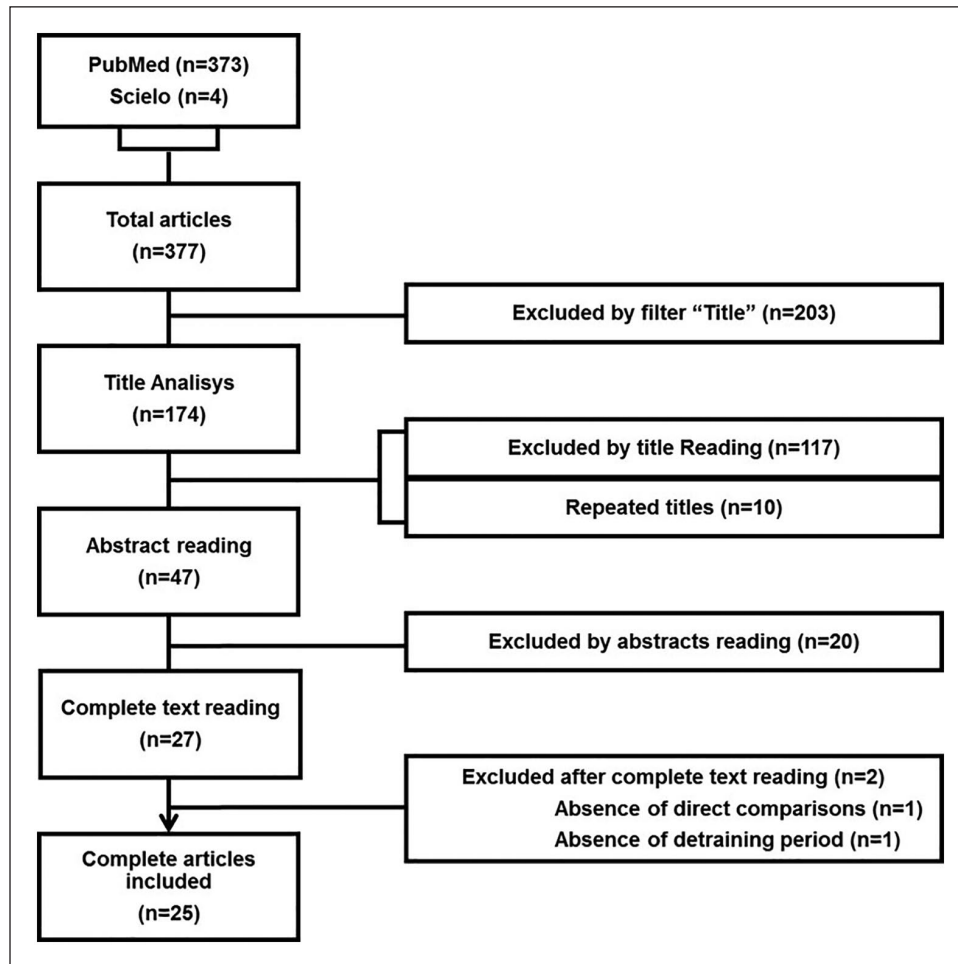 PubMed (n=373)
Scielo (n=4)
Total articles
(n=377)
Excluded by filter “Title” (n=203)
Title Analisys
(n=174)
Excluded by title Reading (n=117)
Repeated titles (n=10)
Abstract reading
(n=47)
Excluded by abstracts reading (n=20)
Complete text reading
(n=27)
Excluded after complete text reading (n=2)
Absence of direct comparisons (n=1)
Absence of detraining period (n=1)
Complete articles
included
(n=25)